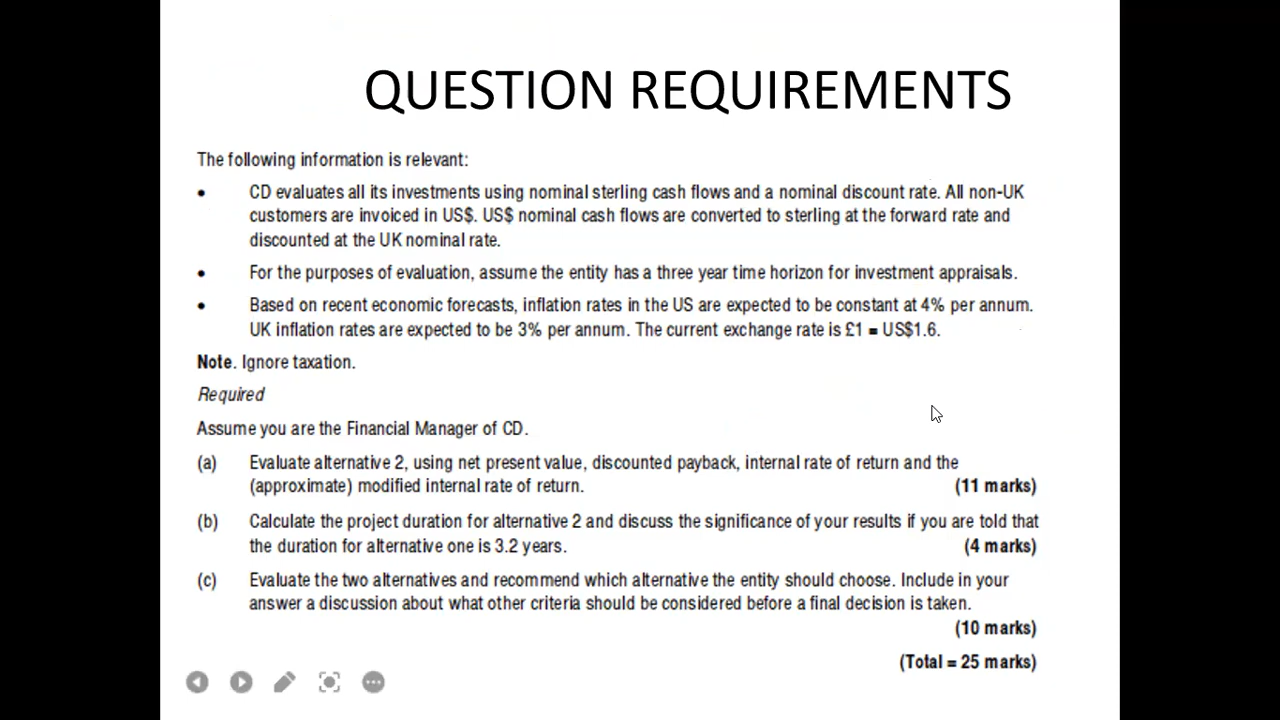 QUESTION REQUIREMENTS
The following information is relevant:
• CD evaluates all its investments using nominal sterling cash flows and a nominal discount rate. All non-UK
customers are invoiced in US$. US$ nominal cash flows are converted to sterling at the forward rate and
discounted at the UK nominal rate.
• For the purposes of evaluation, assume the entity has a three year time horizon for investment appraisals.
• Based on recent economic forecasts, inflation rates in the US are expected to be constant at 4% per annum.
UK inflation rates are expected to be 3% per annum. The current exchange rate is £1 = US$1.6.
Note. Ignore taxation.
Required
Assume you are the Financial Manager of CD.
(a) Evaluate alternative 2, using net present value, discounted payback, internal rate of return and the
(approximate) modified internal rate of return. (11 marks)
(b) Calculate the project duration for alternative 2 and discuss the significance of your results if you are told that
the duration for alternative one is 3.2 years. (4 marks)
(c) Evaluate the two alternatives and recommend which alternative the entity should choose. Include in your
answer a discussion about what other criteria should be considered before a final decision is taken.
(10 marks)
(Total = 25 marks)